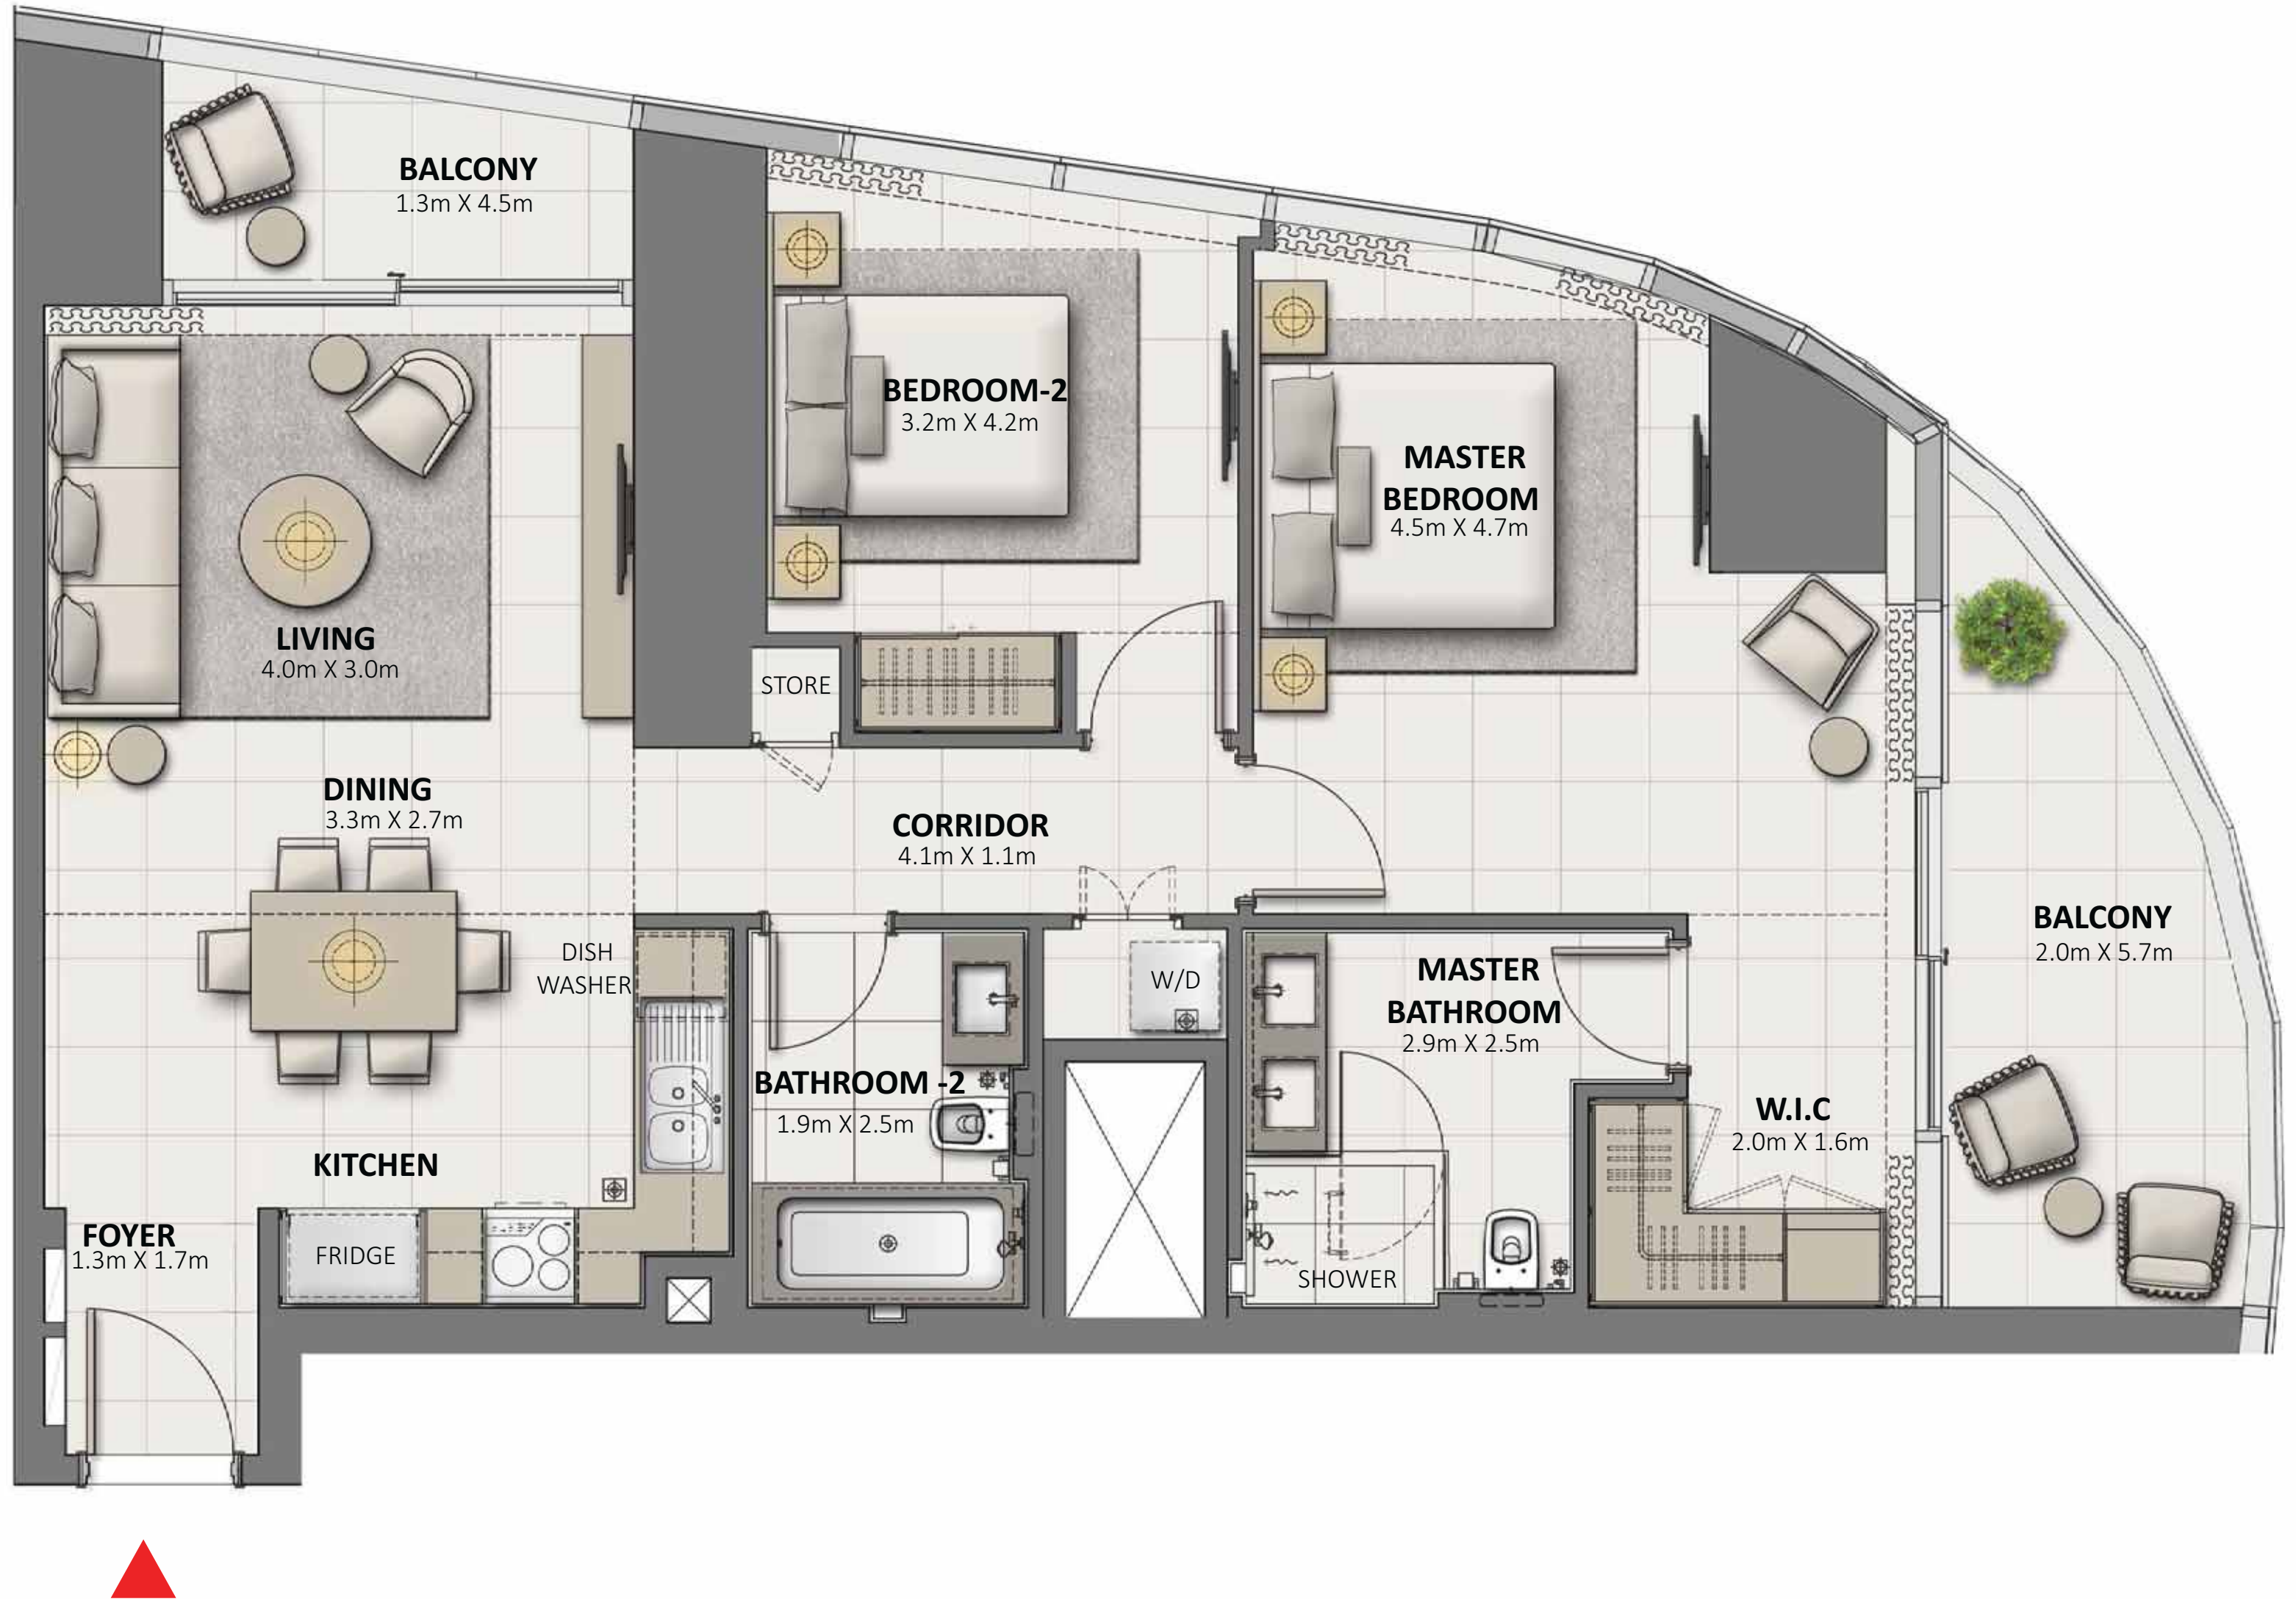 BALCONY
1.3m X 4.5m
BEDROOM-2
3.2m X 4.2m
MASTER
BEDROOM
4.5m X 4.7m
LIVING
4.0m X 3.0m
STORE
DINING
3.3m X 2.7m
CORRIDOR
4.1m X 1.1m
BALCONY
2.0m X 5.7m
DISH
WASHER
W/D
MASTER
BATHROOM
2.9m X 2.5m
BATHROOM -2
1.9m X 2.5m
W.I.C
2.0m X 1.6m
KITCHEN
FOYER
1.3m X 1.7m
FRIDGE
SHOWER